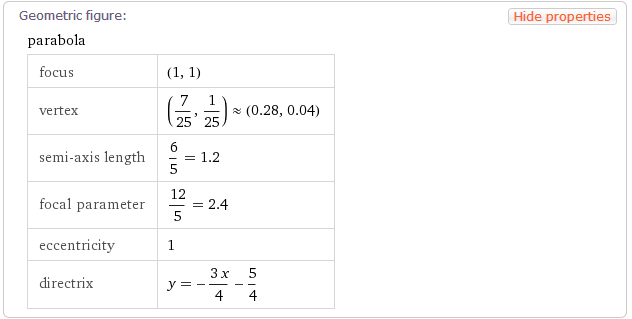 Geometric figure: Hide properties
parabola
focus (1, 1)
vertex (7/25, 1/25) ≈ (0.28, 0.04)
semi-axis length 6/5 = 1.2
focal parameter 12/5 = 2.4
eccentricity 1
directrix y = - 3 x/4 - 5/4